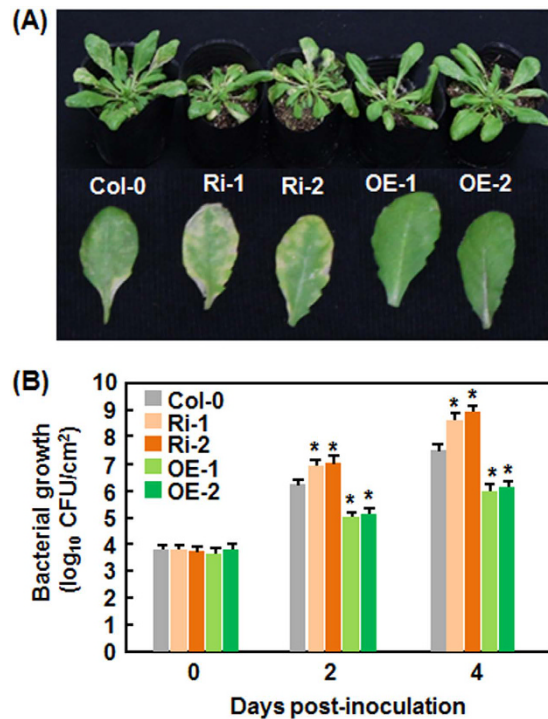 (A)
Col-0 Ri-1 Ri-2 OE-1 OE-2
(B)
Bacterial growth
(log₁₀ CFU/cm²)
10
9
8
7
6
5
4
3
2
1
0
Col-0
Ri-1
Ri-2
OE-1
OE-2
* * * * * * * *
0 2 4
Days post-inoculation